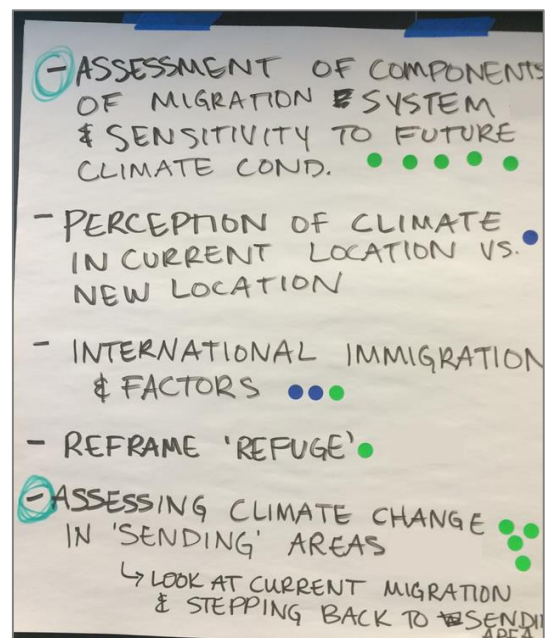 - ASSESSMENT OF COMPONENTS
OF MIGRATION SYSTEM
& SENSITIVITY TO FUTURE
CLIMATE COND.
- PERCEPTION OF CLIMATE
IN CURRENT LOCATION VS.
NEW LOCATION
- INTERNATIONAL IMMIGRATION
& FACTORS
- REFRAME 'REFUGE'
- ASSESSING CLIMATE CHANGE
IN 'SENDING' AREAS
↳ LOOK AT CURRENT MIGRATION
& STEPPING BACK TO SENDI
AREA